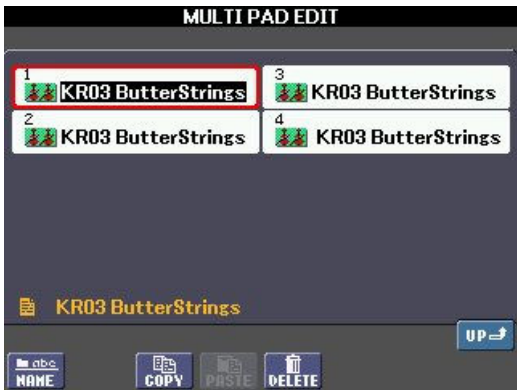 MULTI PAD EDIT
1
KR03 ButterStrings
2
KR03 ButterStrings
3
KR03 ButterStrings
4
KR03 ButterStrings
KR03 ButterStrings
UP
abc
NAME
COPY
PASTE
DELETE